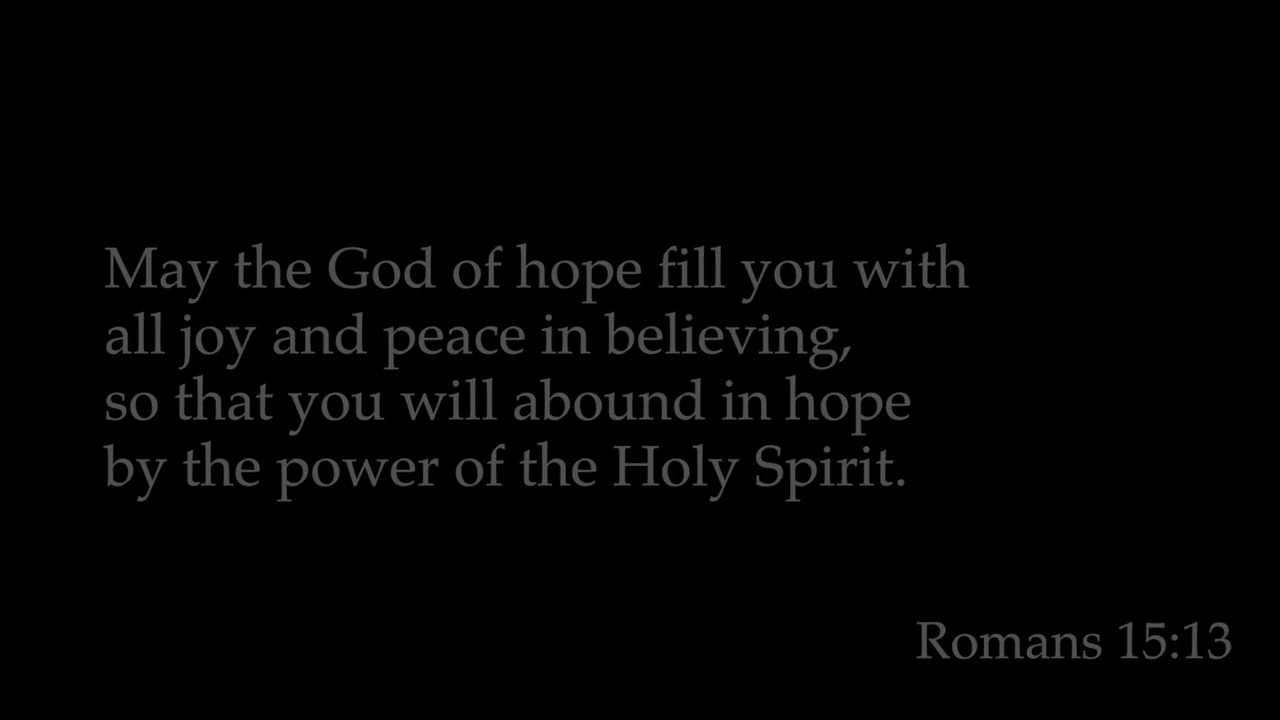 May the God of hope fill you with
all joy and peace in believing,
so that you will abound in hope
by the power of the Holy Spirit.
Romans 15:13